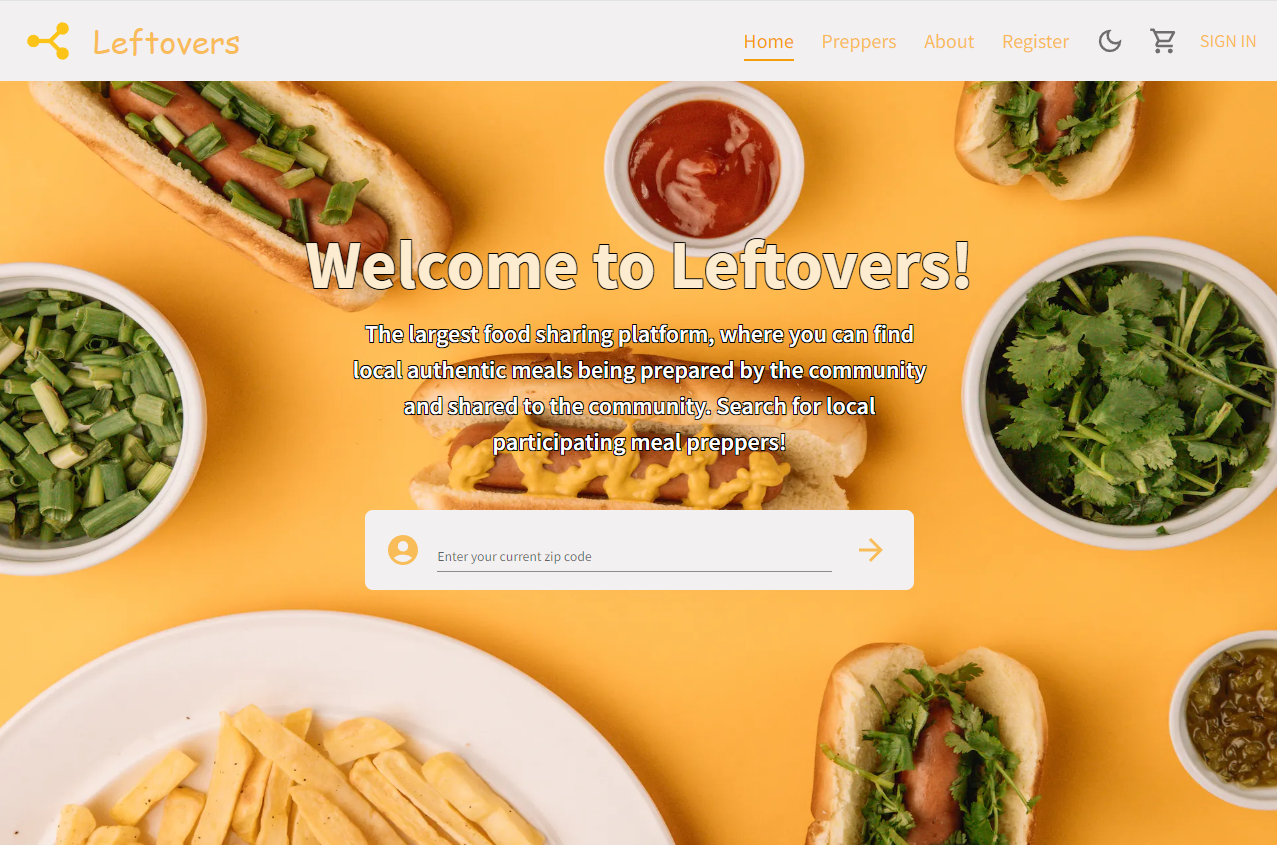 Leftovers
Home Preppers About Register SIGN IN
Welcome to Leftovers!
The largest food sharing platform, where you can find
local authentic meals being prepared by the community
and shared to the community. Search for local
participating meal preppers!
Enter your current zip code